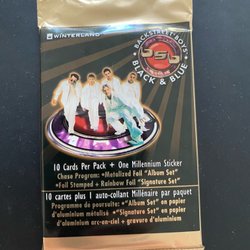 WINTERLAND
BACKSTREET BOYS
bsb
BLACK & BLUE
10 Cards Per Pack + One Millennium Sticker
Chase Program: *Metalized Foil "Album Set"
*Foil Stamped + Rainbow Foil "Signature Set"
10 cartes plus 1 auto-collant Millénaire par paquet
Programme de poursuite: *"Album Set" en papier
d'aluminium métalisé *"Signature Set" en papier
d'aluminium arc-en-ciel + gravure d'aluminium